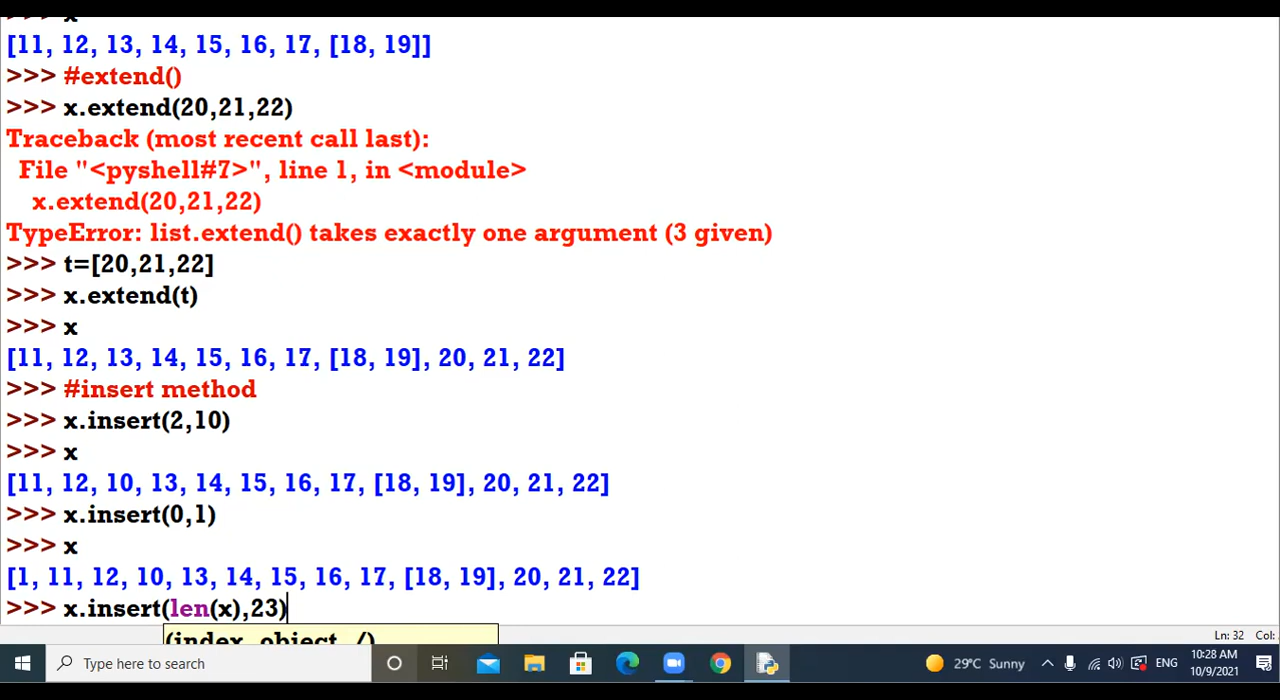 >>> x
[11, 12, 13, 14, 15, 16, 17, [18, 19]]
>>> #extend()
>>> x.extend(20,21,22)
Traceback (most recent call last):
  File "<pyshell#7>", line 1, in <module>
    x.extend(20,21,22)
TypeError: list.extend() takes exactly one argument (3 given)
>>> t=[20,21,22]
>>> x.extend(t)
>>> x
[11, 12, 13, 14, 15, 16, 17, [18, 19], 20, 21, 22]
>>> #insert method
>>> x.insert(2,10)
>>> x
[11, 12, 10, 13, 14, 15, 16, 17, [18, 19], 20, 21, 22]
>>> x.insert(0,1)
>>> x
[1, 11, 12, 10, 13, 14, 15, 16, 17, [18, 19], 20, 21, 22]
>>> x.insert(len(x),23)
(index, object, /)
Ln: 32 Col:
Type here to search
29°C Sunny
ENG
10:28 AM
10/9/2021